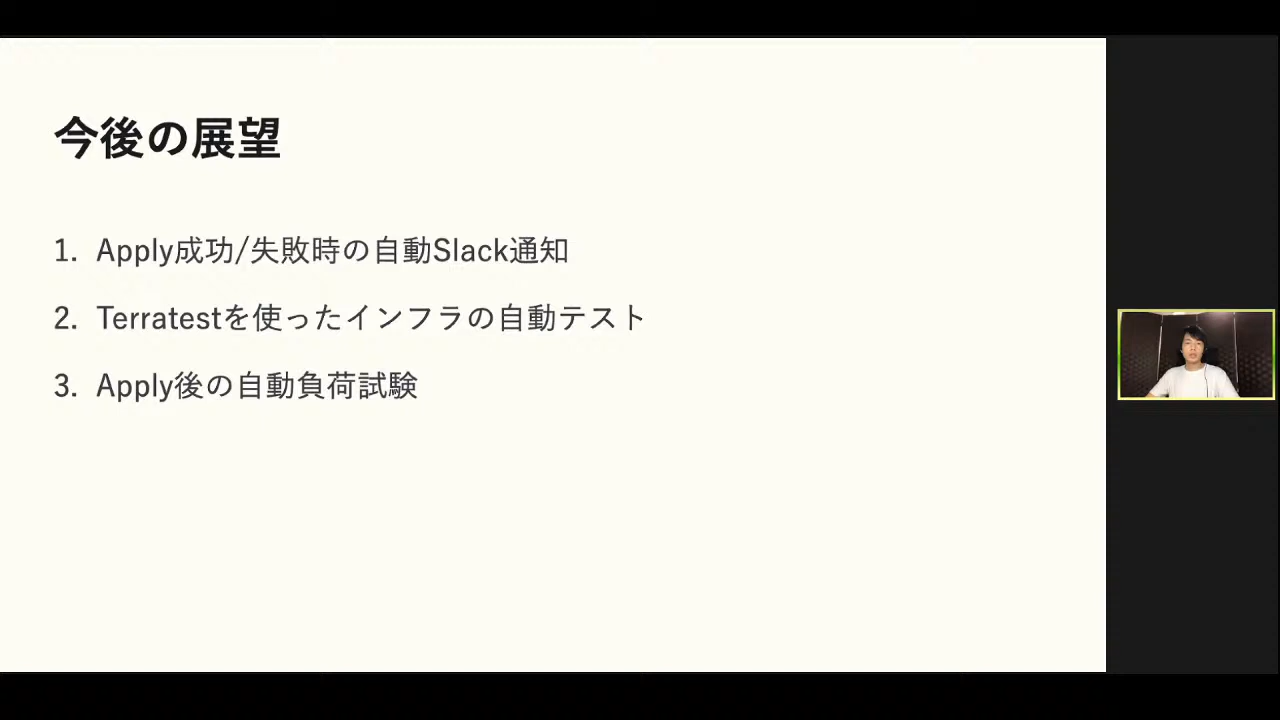 今後の展望
1. Apply成功/失敗時の自動Slack通知
2. Terratestを使ったインフラの自動テスト
3. Apply後の自動負荷試験